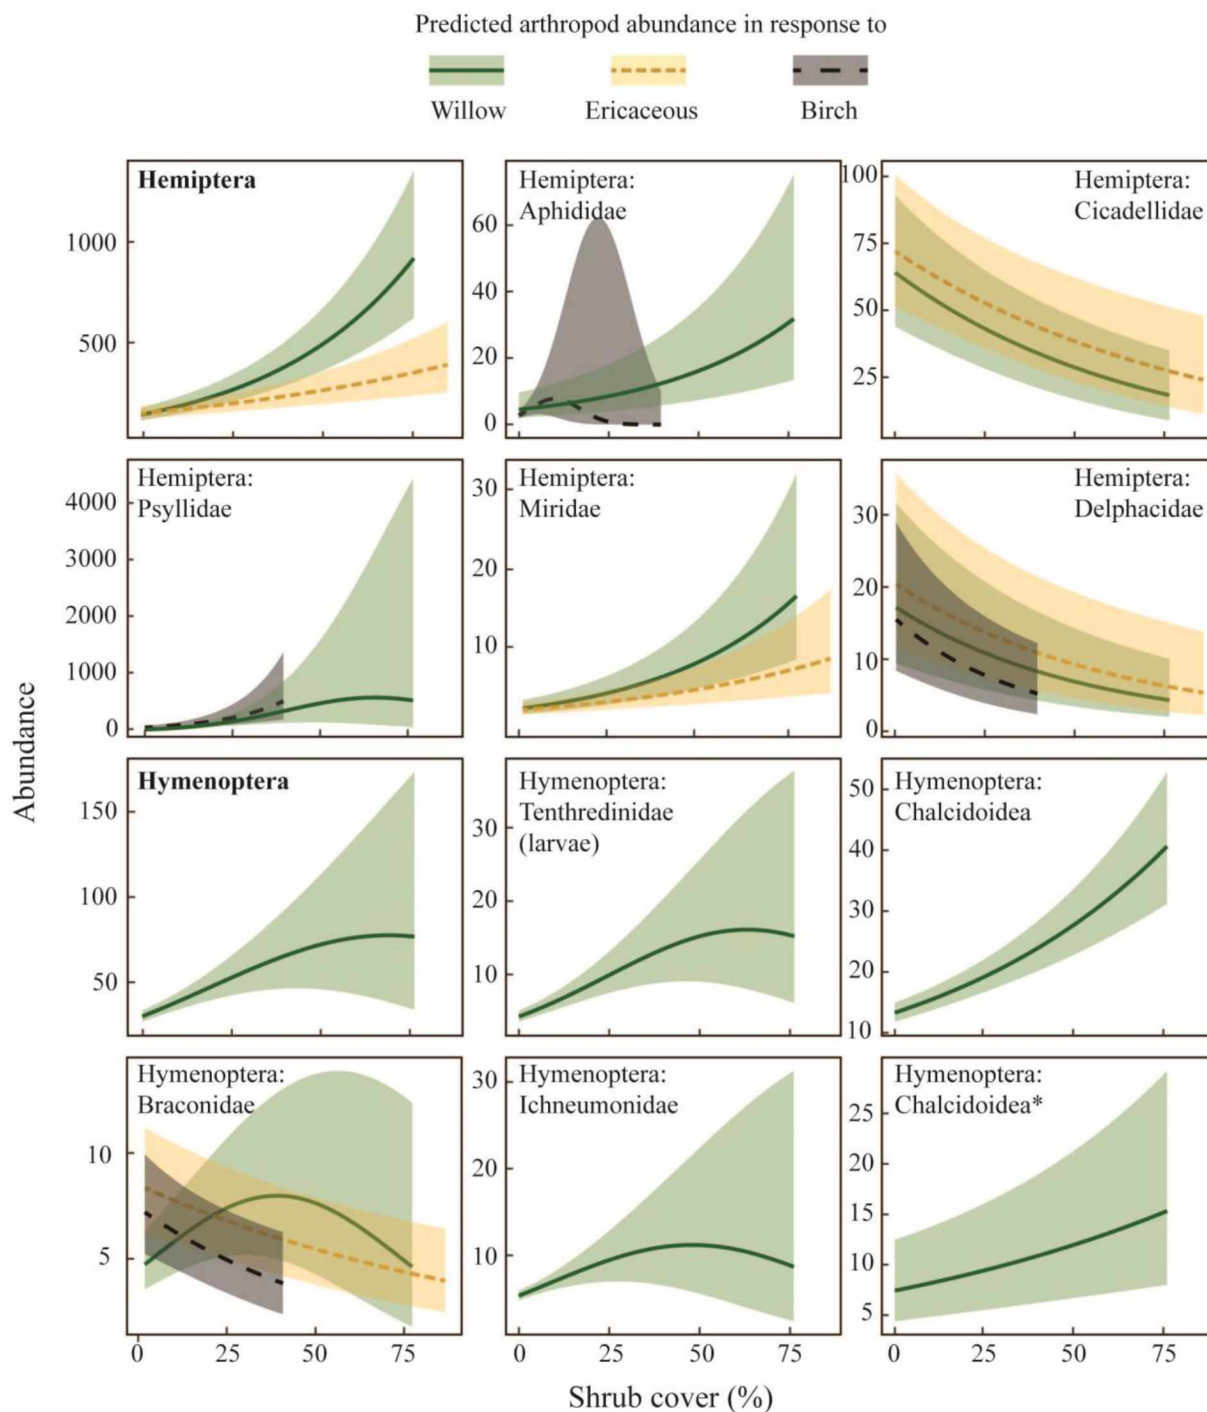 Predicted arthropod abundance in response to
Willow Ericaceous Birch
Hemiptera
1000
500
Hemiptera:
Aphididae
60
40
20
0
Hemiptera:
Cicadellidae
100
75
50
25
Hemiptera:
Psyllidae
4000
3000
2000
1000
0
Hemiptera:
Miridae
30
20
10
Hemiptera:
Delphacidae
30
20
10
0
Abundance
Hymenoptera
150
100
50
Hymenoptera:
Tenthredinidae
(larvae)
30
20
10
Hymenoptera:
Chalcidoidea
50
40
30
20
10
Hymenoptera:
Braconidae
10
5
0 25 50 75
Hymenoptera:
Ichneumonidae
30
20
10
0 25 50 75
Hymenoptera:
Chalcidoidea*
25
20
15
10
5
0 25 50 75
Shrub cover (%)